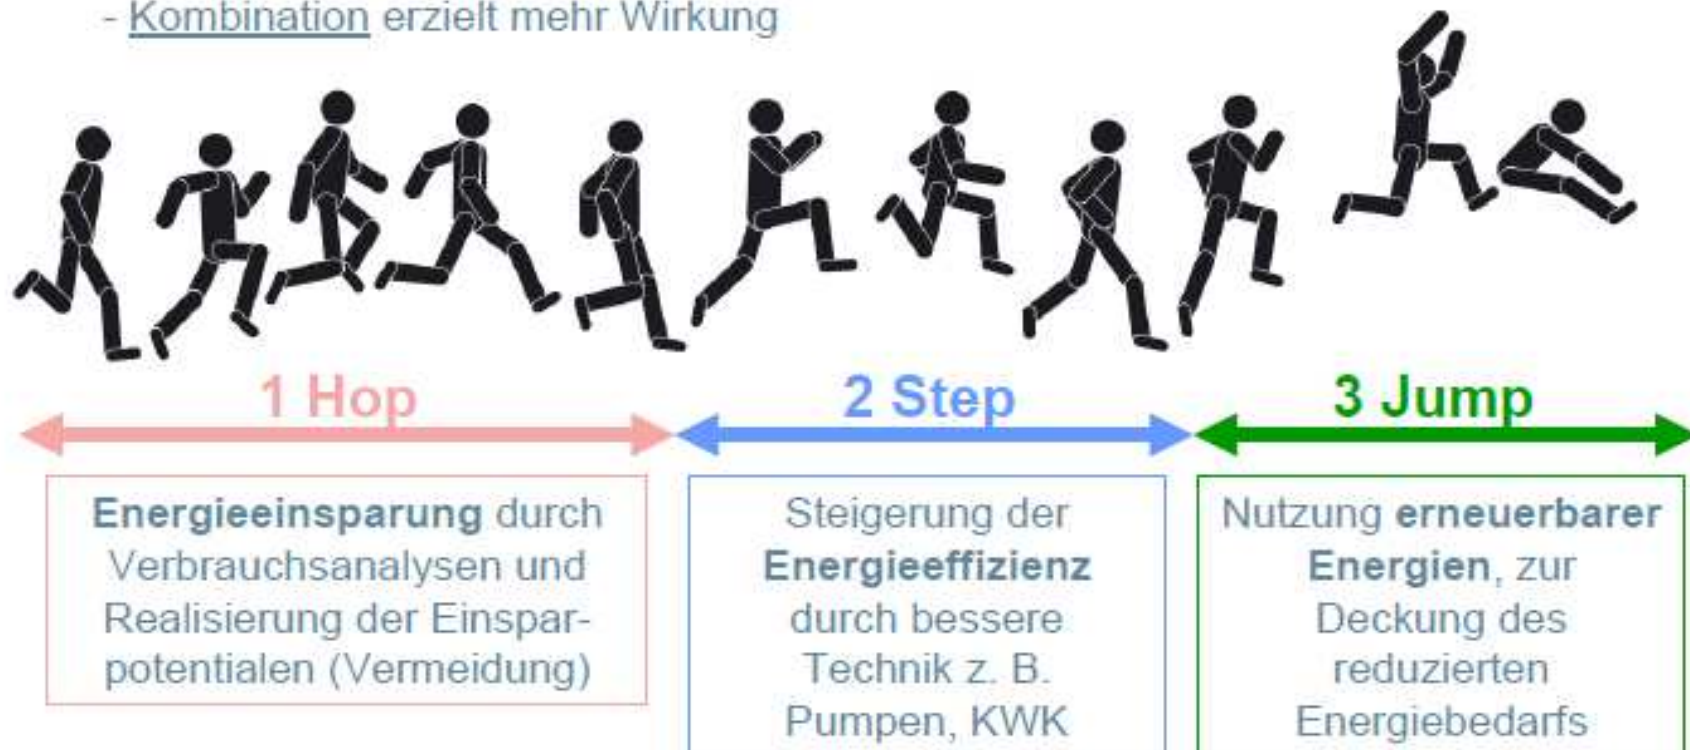 - Kombination erzielt mehr Wirkung
1 Hop
2 Step
3 Jump
Energieeinsparung durch
Verbrauchsanalysen und
Realisierung der Einspar-
potentialen (Vermeidung)
Steigerung der
Energieeffizienz
durch bessere
Technik z. B.
Pumpen, KWK
Nutzung erneuerbarer
Energien, zur
Deckung des
reduzierten
Energiebedarfs